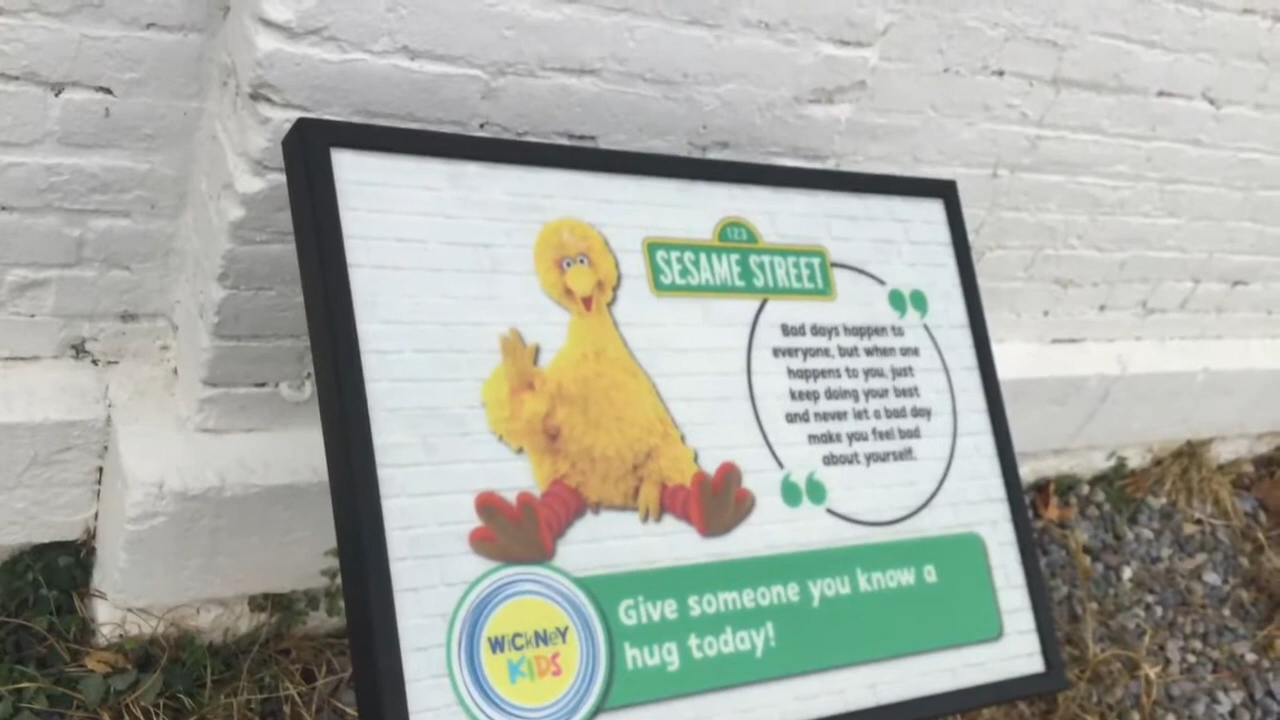 123
SESAME STREET
Bad days happen to
everyone, but when one
happens to you, just
keep doing your best
and never let a bad day
make you feel bad
about yourself.
Give someone you know a
hug today!
WiCkNeY
KiDS